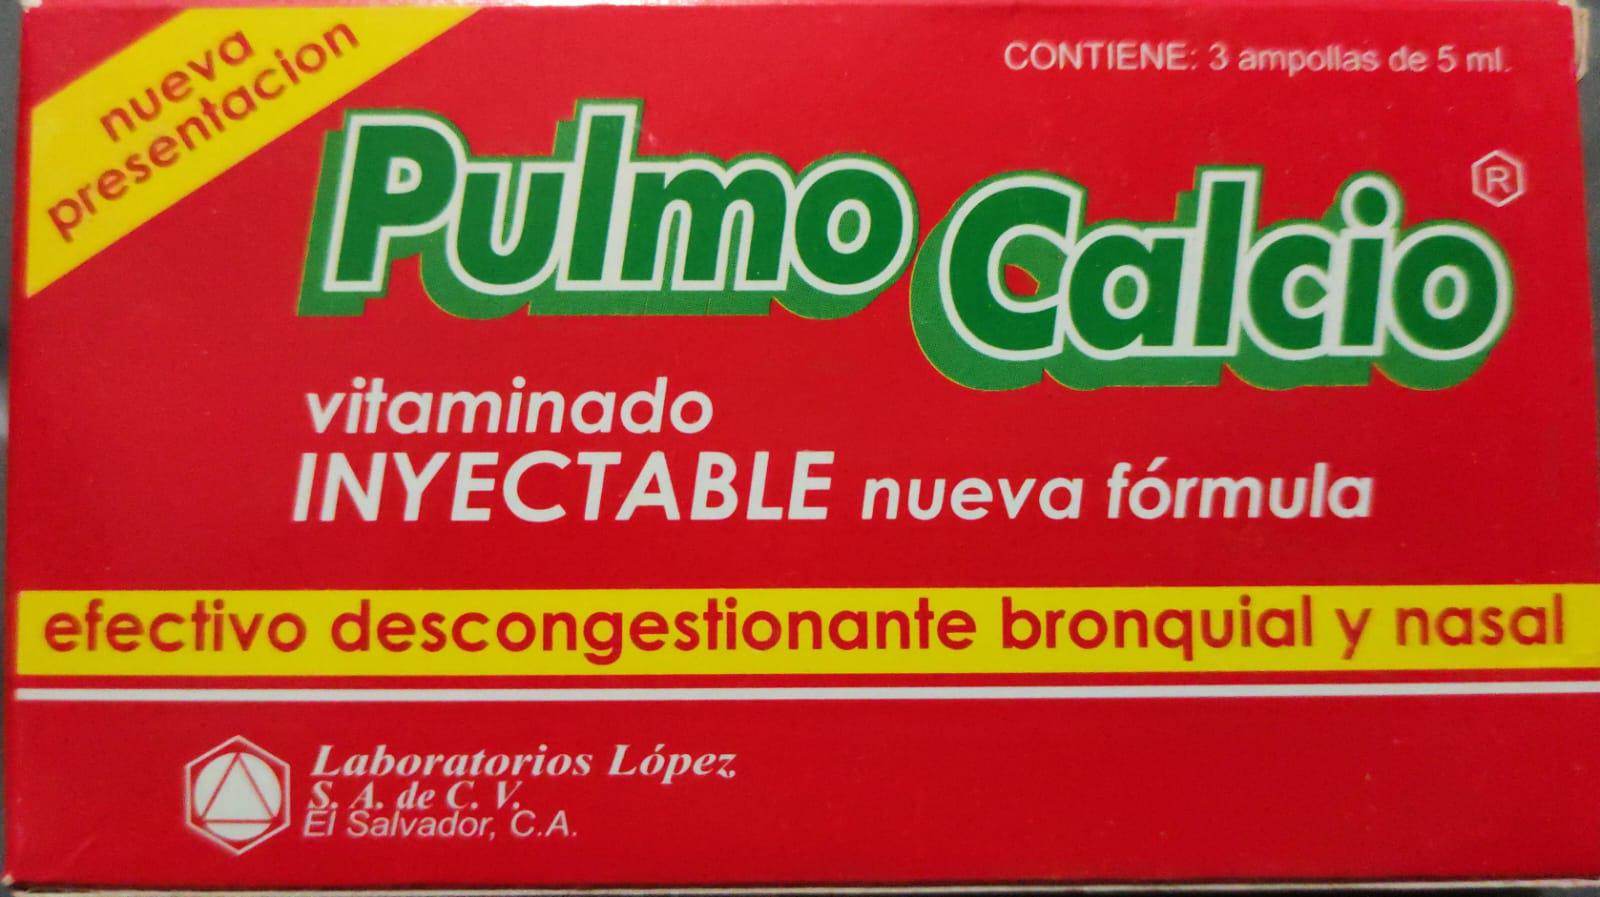 nueva
presentacion
CONTIENE: 3 ampollas de 5 ml.
Pulmo Calcio ®
vitaminado
INYECTABLE nueva fórmula
efectivo descongestionante bronquial y nasal
Laboratorios López
S. A. de C. V.
El Salvador, C.A.